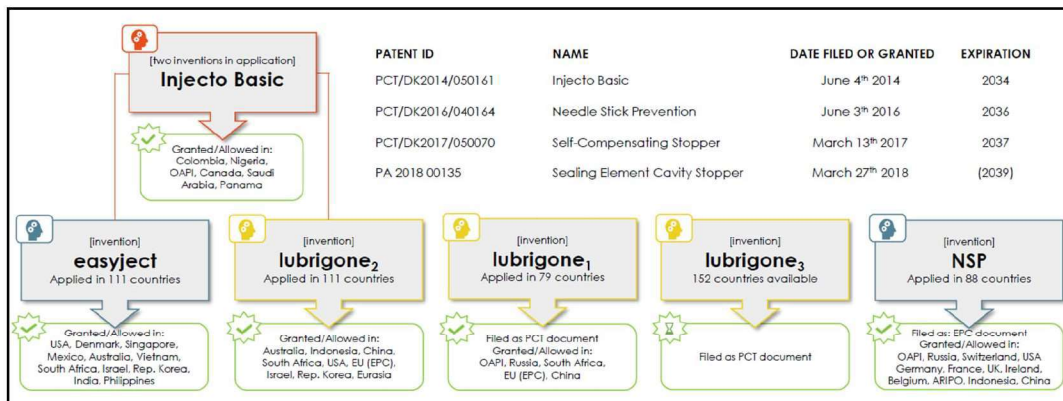 [two inventions in application]
Injecto Basic
Granted/Allowed in:
Colombia, Nigeria,
OAPI, Canada, Saudi
Arabia, Panama
PATENT ID NAME DATE FILED OR GRANTED EXPIRATION
PCT/DK2014/050161 Injecto Basic June 4th 2014 2034
PCT/DK2016/040164 Needle Stick Prevention June 3th 2016 2036
PCT/DK2017/050070 Self-Compensating Stopper March 13th 2017 2037
PA 2018 00135 Sealing Element Cavity Stopper March 27th 2018 (2039)
[invention]
easyject
Applied in 111 countries
Granted/Allowed in:
USA, Denmark, Singapore,
Mexico, Australia, Vietnam,
South Africa, Israel, Rep. Korea,
India, Philippines
[invention]
lubrigone2
Applied in 111 countries
Granted/Allowed in:
Australia, Indonesia, China,
South Africa, USA, EU (EPC),
Israel, Rep. Korea, Eurasia
[invention]
lubrigone1
Applied in 79 countries
Filed as PCT document
Granted/Allowed in:
OAPI, Russia, South Africa,
EU (EPC), China
[invention]
lubrigone3
152 countries available
Filed as PCT document
[invention]
NSP
Applied in 88 countries
Filed as: EPC document
Granted/Allowed in:
OAPI, Russia, Switzerland, USA
Germany, France, UK, Ireland,
Belgium, ARIPO, Indonesia, China